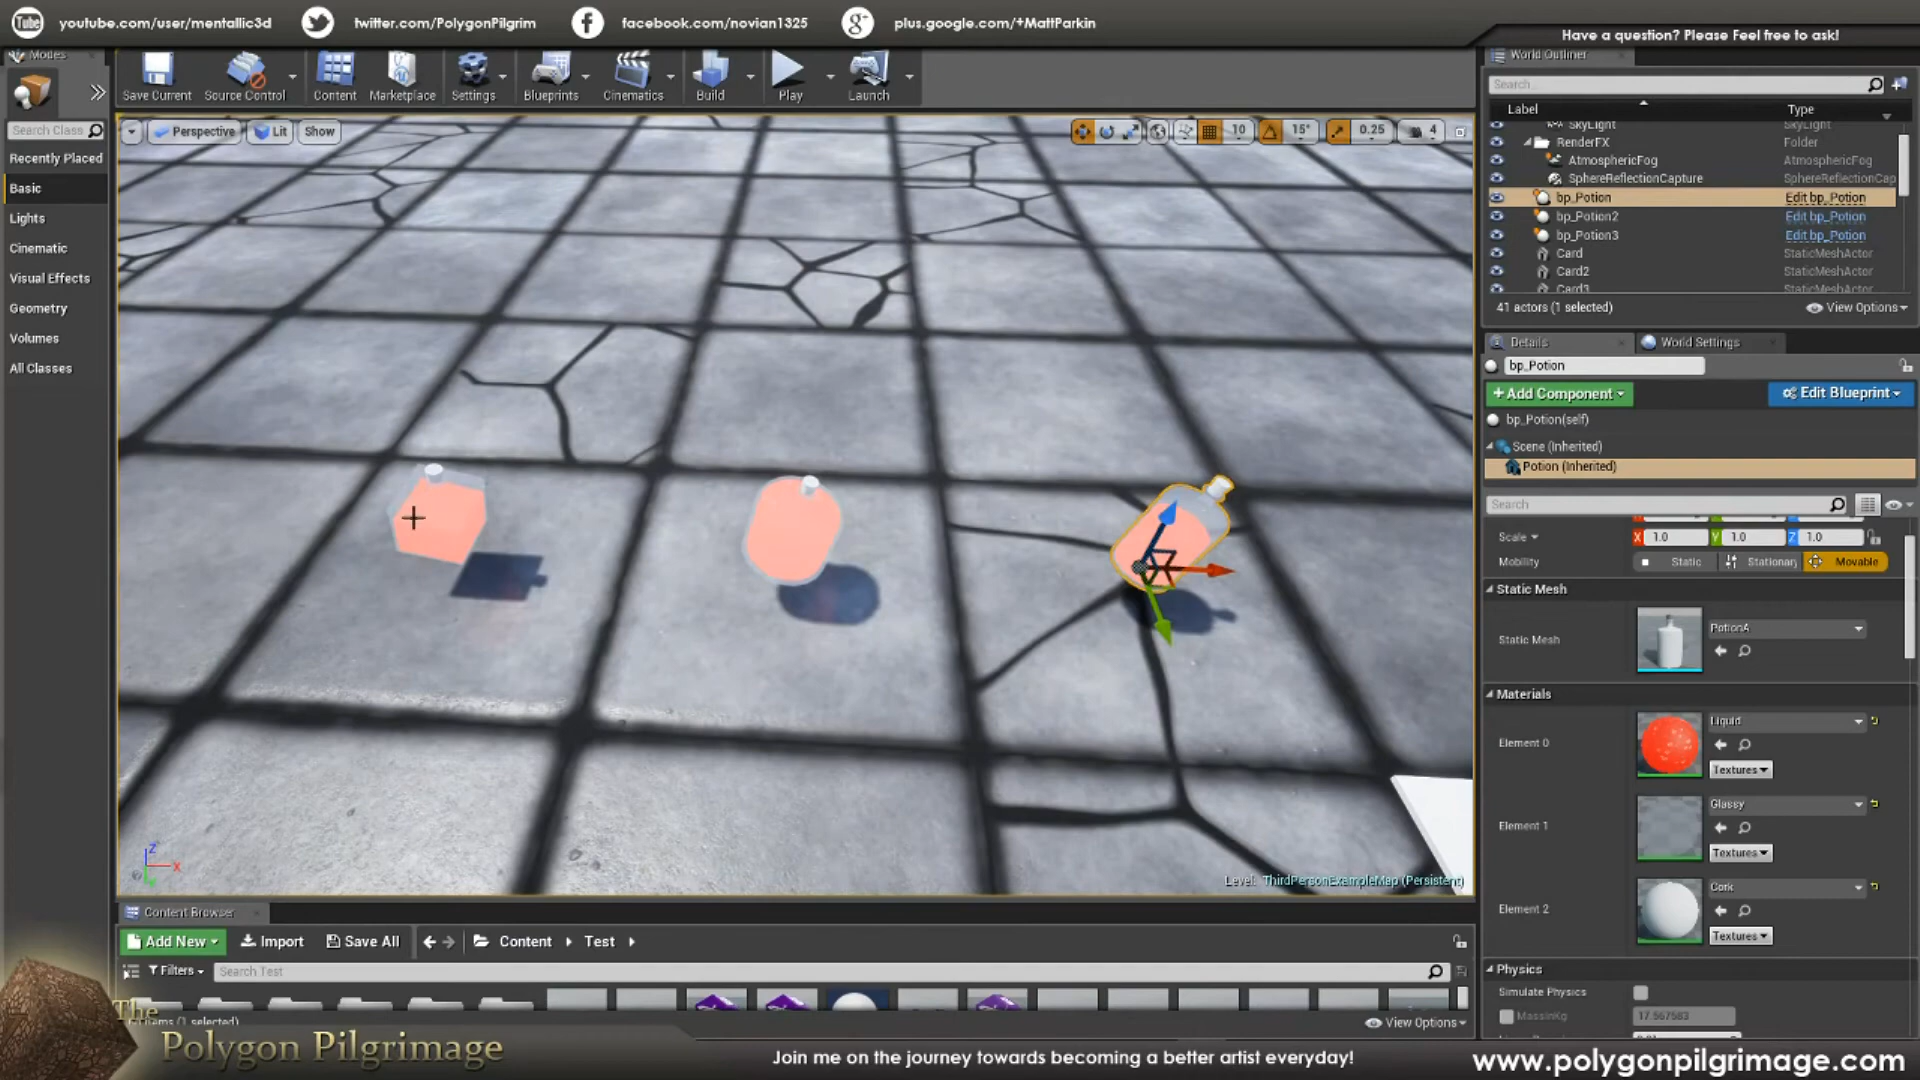 youtube.com/user/mentallic3d
twitter.com/PolygonPilgrim
facebook.com/novian1325
plus.google.com/+MattParkin
Have a question? Please Feel free to ask!
Modes
Search Class
Recently Placed
Basic
Lights
Cinematic
Visual Effects
Geometry
Volumes
All Classes
Save Current
Source Control
Content
Marketplace
Settings
Blueprints
Cinematics
Build
Play
Launch
Perspective
Lit
Show
10
15°
0.25
4
Level: ThirdPersonExampleMap (Persistent)
World Outliner
Search...
Label Type
SkyLight SkyLight
RenderFX Folder
AtmosphericFog AtmosphericFog
SphereReflectionCapture SphereReflectionCap
bp_Potion Edit bp_Potion
bp_Potion2 Edit bp_Potion
bp_Potion3 Edit bp_Potion
Card StaticMeshActor
Card2 StaticMeshActor
Card3 StaticMeshActor
41 actors (1 selected) View Options
Details World Settings
bp_Potion
+ Add Component Edit Blueprint
bp_Potion(self)
Scene (Inherited)
Potion (Inherited)
Search
Scale X 1.0 Y 1.0 Z 1.0
Mobility Static Stationary Movable
Static Mesh
Static Mesh PotionA
Materials
Element 0 Liquid
Textures
Element 1 Glassy
Textures
Element 2 Cork
Textures
Physics
Simulate Physics
MassInKg 17.567583
Content Browser
Add New Import Save All Content Test
Filters Search Test
items (1 selected) View Options
The
Polygon Pilgrimage
Join me on the journey towards becoming a better artist everyday!
www.polygonpilgrimage.com